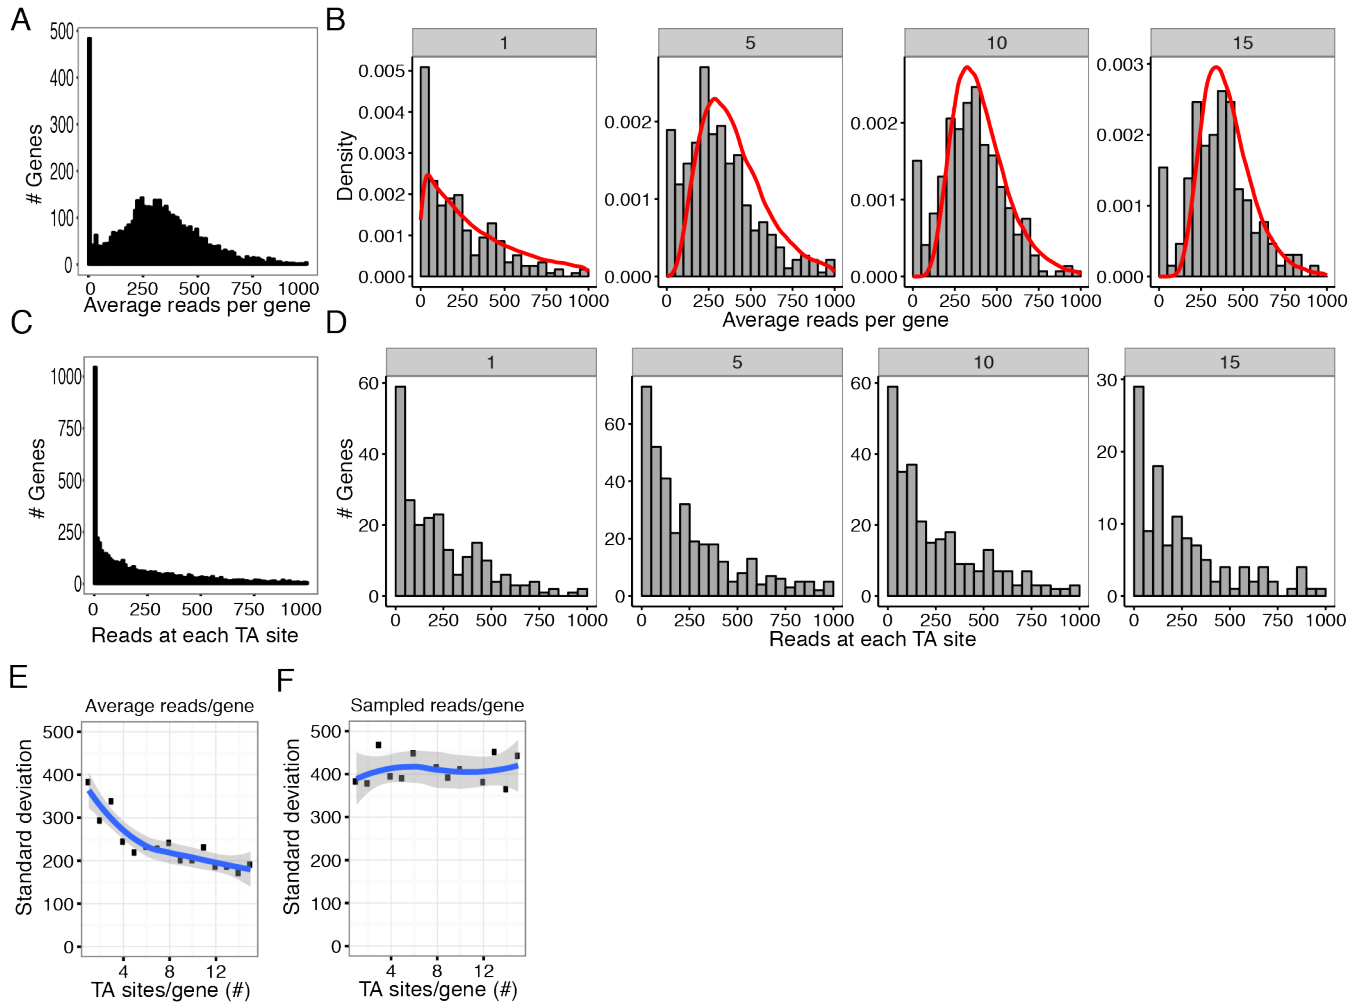 A
500
400
300
200
100
0
# Genes
0 250 500 750 1000
Average reads per gene
B
1 5 10 15
Density
0.005
0.004
0.003
0.002
0.001
0.000
0 250 500 750 1000
0.002
0.001
0.000
0 250 500 750 1000
0.002
0.001
0.000
0 250 500 750 1000
0.003
0.002
0.001
0.000
0 250 500 750 1000
Average reads per gene
C
1000
750
500
250
0
# Genes
0 250 500 750 1000
Reads at each TA site
D
1 5 10 15
# Genes
60
40
20
0
0 250 500 750 1000
60
40
20
0
0 250 500 750 1000
60
40
20
0
0 250 500 750 1000
30
20
10
0
0 250 500 750 1000
Reads at each TA site
E
Average reads/gene
Standard deviation
500
400
300
200
100
0
4 8 12
TA sites/gene (#)
F
Sampled reads/gene
Standard deviation
500
400
300
200
100
0
4 8 12
TA sites/gene (#)